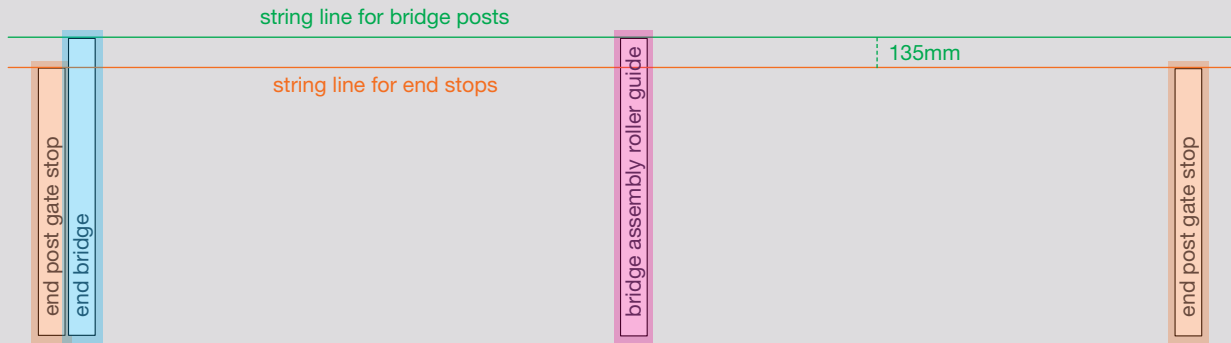 string line for bridge posts
135mm
string line for end stops
end post gate stop
end bridge
bridge assembly roller guide
end post gate stop